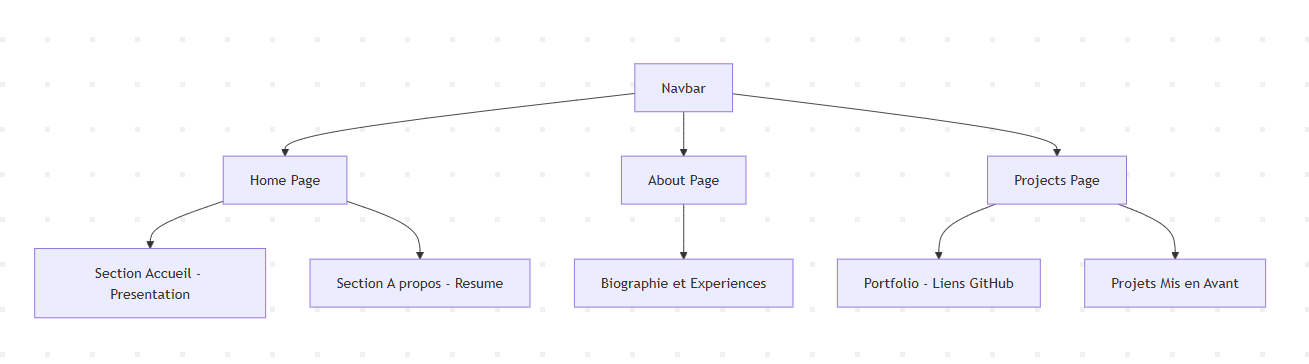 Navbar
Home Page
About Page
Projects Page
Section Accueil -
Presentation
Section A propos - Resume
Biographie et Experiences
Portfolio - Liens GitHub
Projets Mis en Avant